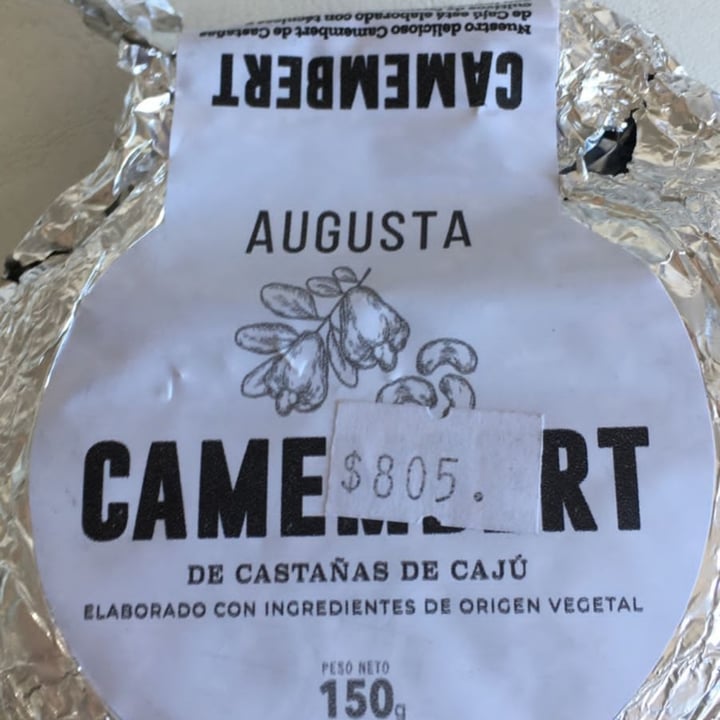 Nuestro delicioso Camembert de Castañas
de Cajú está elaborado con
CAMEMBERT
AUGUSTA
CAME RT
$805.
DE CASTAÑAS DE CAJÚ
ELABORADO CON INGREDIENTES DE ORIGEN VEGETAL
PESO NETO
150g